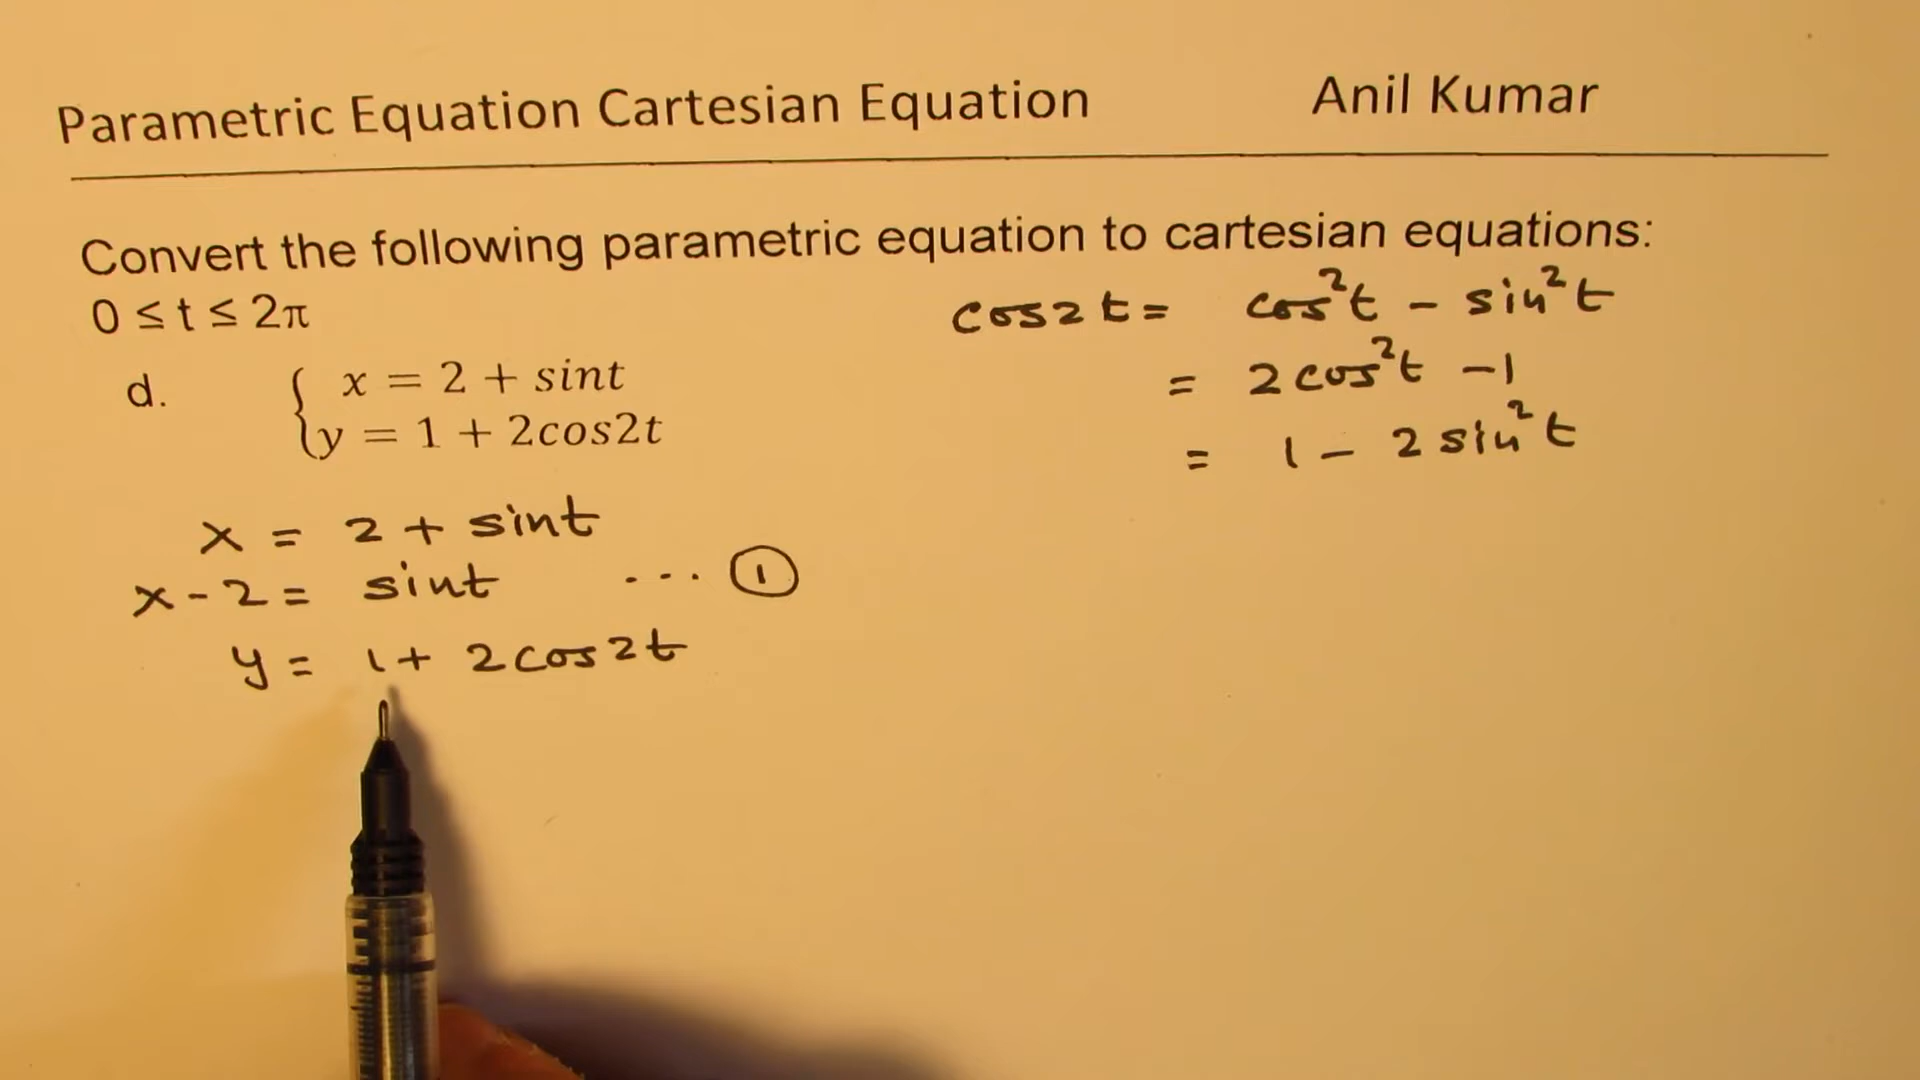 Parametric Equation Cartesian Equation Anil Kumar
Convert the following parametric equation to cartesian equations:
0 ≤ t ≤ 2π
d. { x = 2 + sint
y = 1 + 2cos2t
cos2t = cos²t - sin²t
= 2cos²t - 1
= 1 - 2sin²t
x = 2 + sint
x - 2 = sint ... ①
y = 1 + 2cos2t